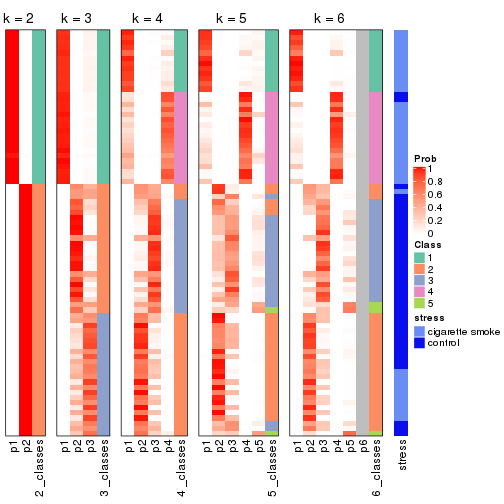 k = 2 k = 3 k = 4 k = 5 k = 6
Prob
1
0.8
0.6
0.4
0.2
0
Class
1
2
3
4
5
stress
cigarette smoke
control
p1 p2 2_classes p1 p2 p3 3_classes p1 p2 p3 p4 4_classes p1 p2 p3 p4 p5 5_classes p1 p2 p3 p4 p5 p6 6_classes stress